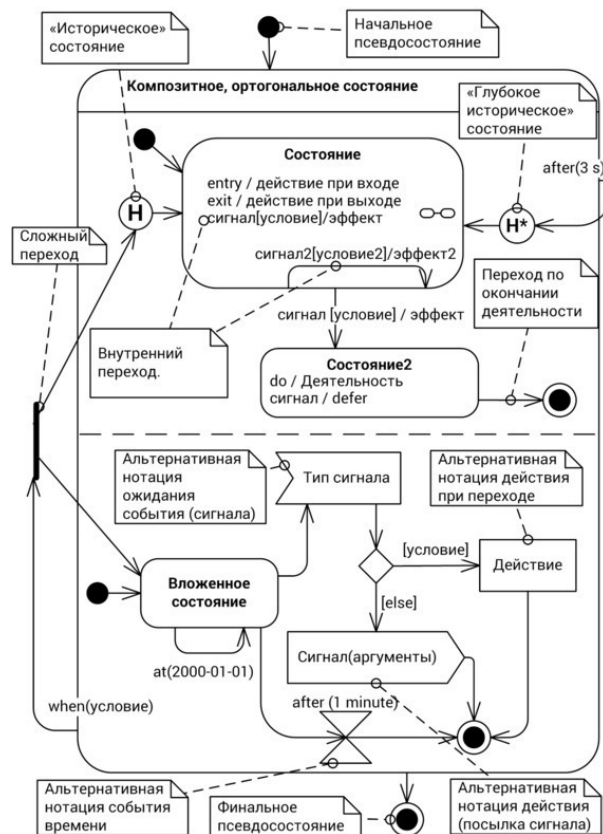 «Историческое»
состояние
Начальное
псевдосостояние
Композитное, ортогональное состояние
«Глубокое
историческое»
состояние
Состояние
entry / действие при входе
exit / действие при выходе
сигнал[условие]/эффект
сигнал2[условие2]/эффект2
H
H*
after(3 s)
Сложный
переход
Внутренний
переход.
сигнал [условие] / эффект
Переход по
окончании
деятельности
Состояние2
do / Деятельность
сигнал / defer
Альтернативная
нотация
ожидания
события (сигнала)
Тип сигнала
Альтернативная
нотация действия
при переходе
[условие]
Действие
[else]
Вложенное
состояние
at(2000-01-01)
Сигнал(аргументы)
after (1 minute)
when(условие)
Альтернативная
нотация события
времени
Финальное
псевдосостояние
Альтернативная
нотация действия
(посылка сигнала)